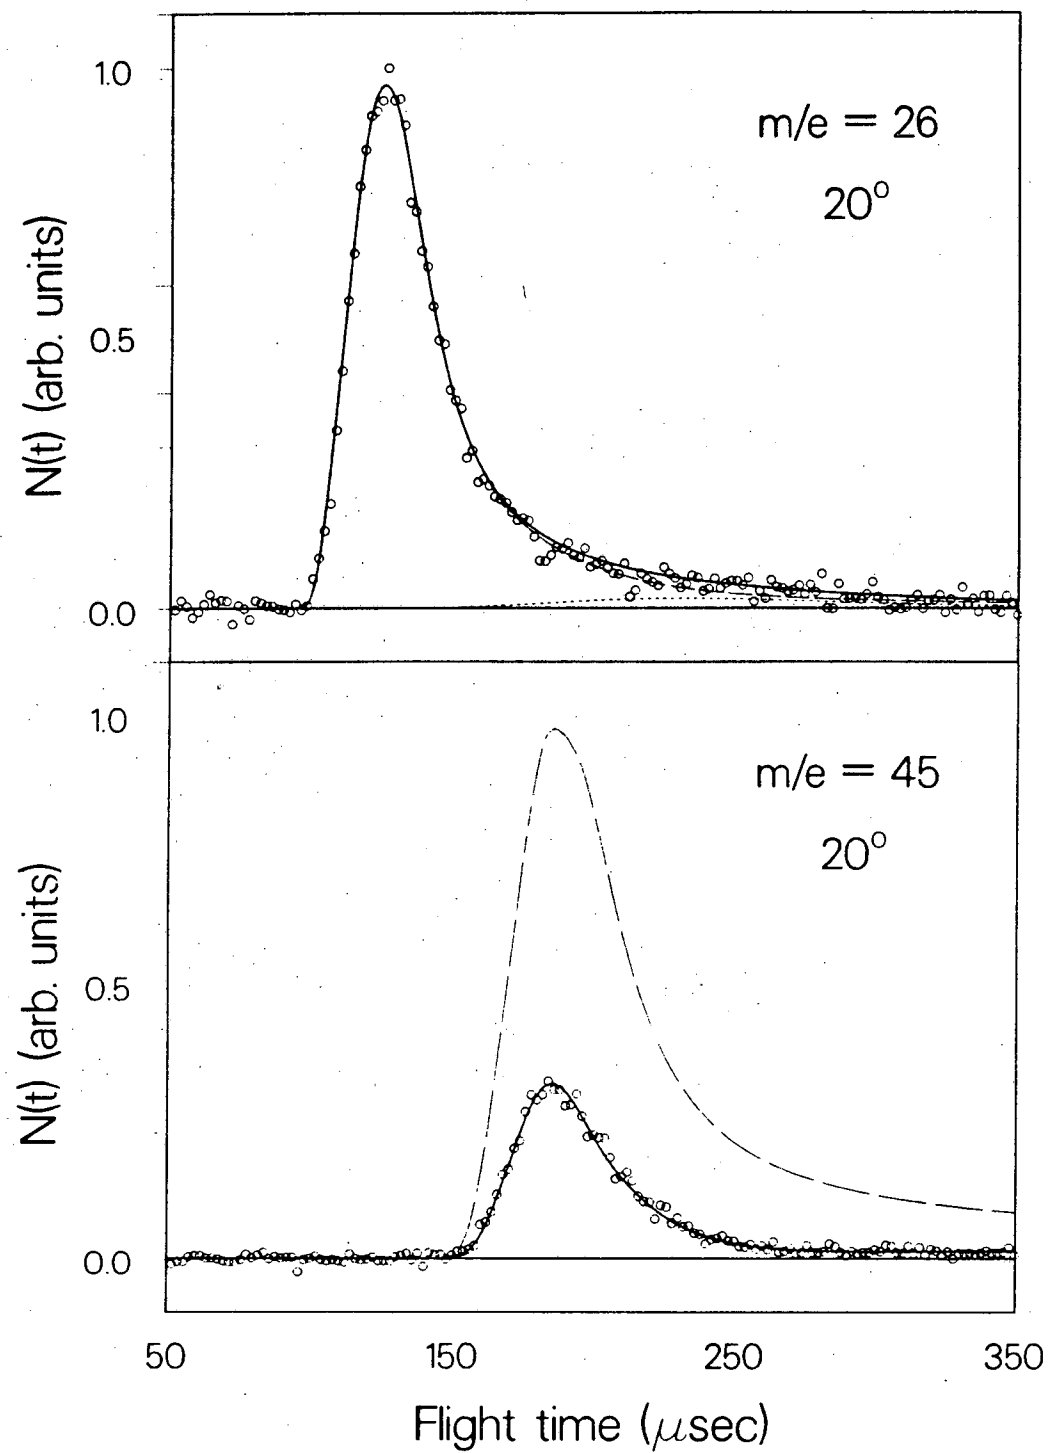 1.0
m/e = 26
20°
0.5
N(t) (arb. units)
0.0
1.0
m/e = 45
20°
0.5
N(t) (arb. units)
0.0
50 150 250 350
Flight time (μsec)